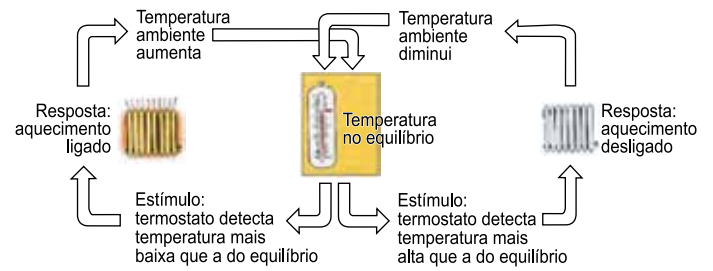 Temperatura
ambiente
aumenta
Temperatura
ambiente
diminui
Resposta:
aquecimento
ligado
Temperatura
no equilíbrio
Resposta:
aquecimento
desligado
Estímulo:
termostato detecta
temperatura mais
baixa que a do equilíbrio
Estímulo:
termostato detecta
temperatura mais
alta que a do equilíbrio